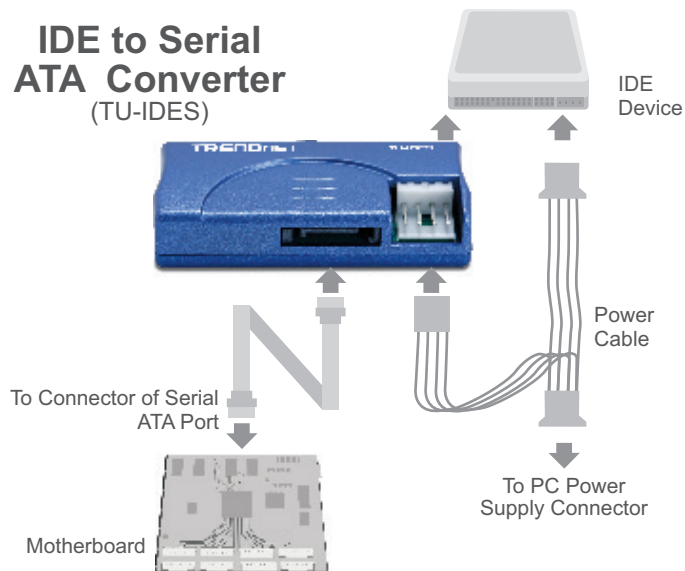 IDE to Serial
ATA Converter
(TU-IDES)
IDE
Device
TRENDnet
Power
Cable
To Connector of Serial
ATA Port
To PC Power
Supply Connector
Motherboard